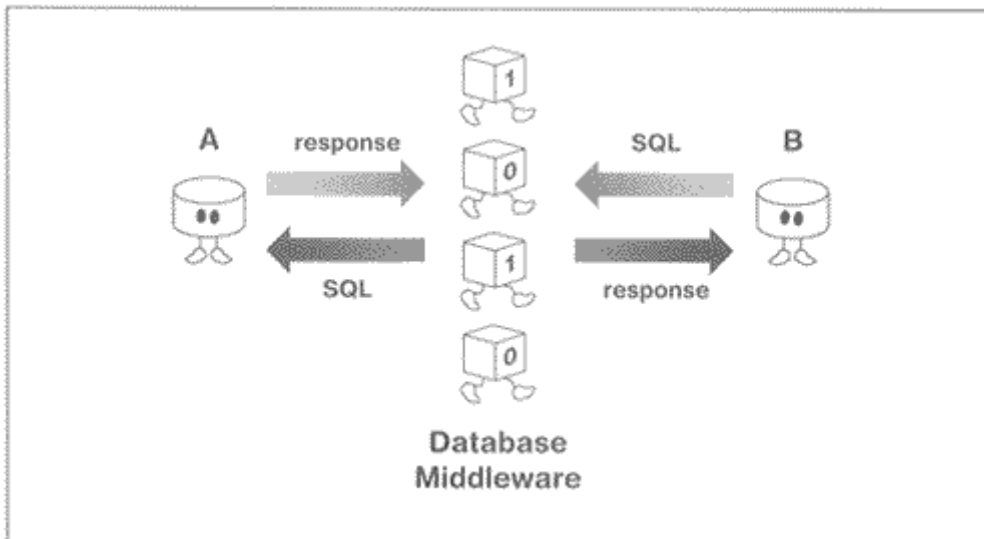 1
A
response
SQL
B
0
1
SQL
response
0
Database
Middleware